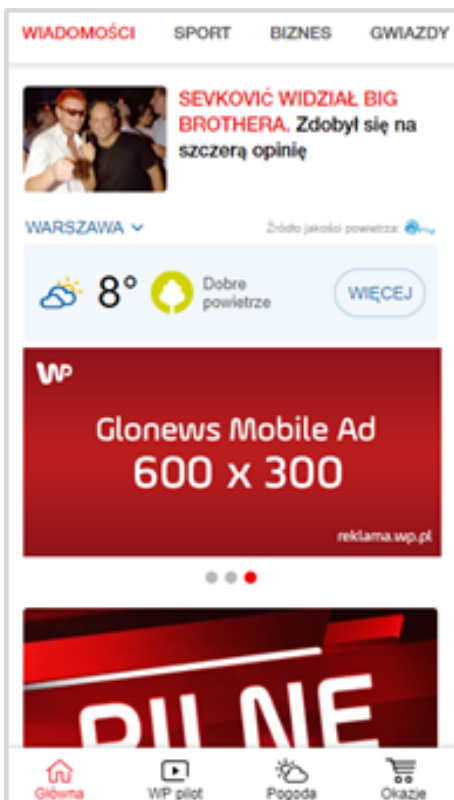 WIADOMOŚCI SPORT BIZNES GWIAZDY
SEVKOVIĆ WIDZIAŁ BIG
BROTHERA. Zdobył się na
szczerą opinię
WARSZAWA Źródło jakości powietrza:
8° Dobre
powietrze
WIĘCEJ
WP
Glonews Mobile Ad
600 x 300
reklama.wp.pl
PILNE
Główna WP pilot Pogoda Okazje